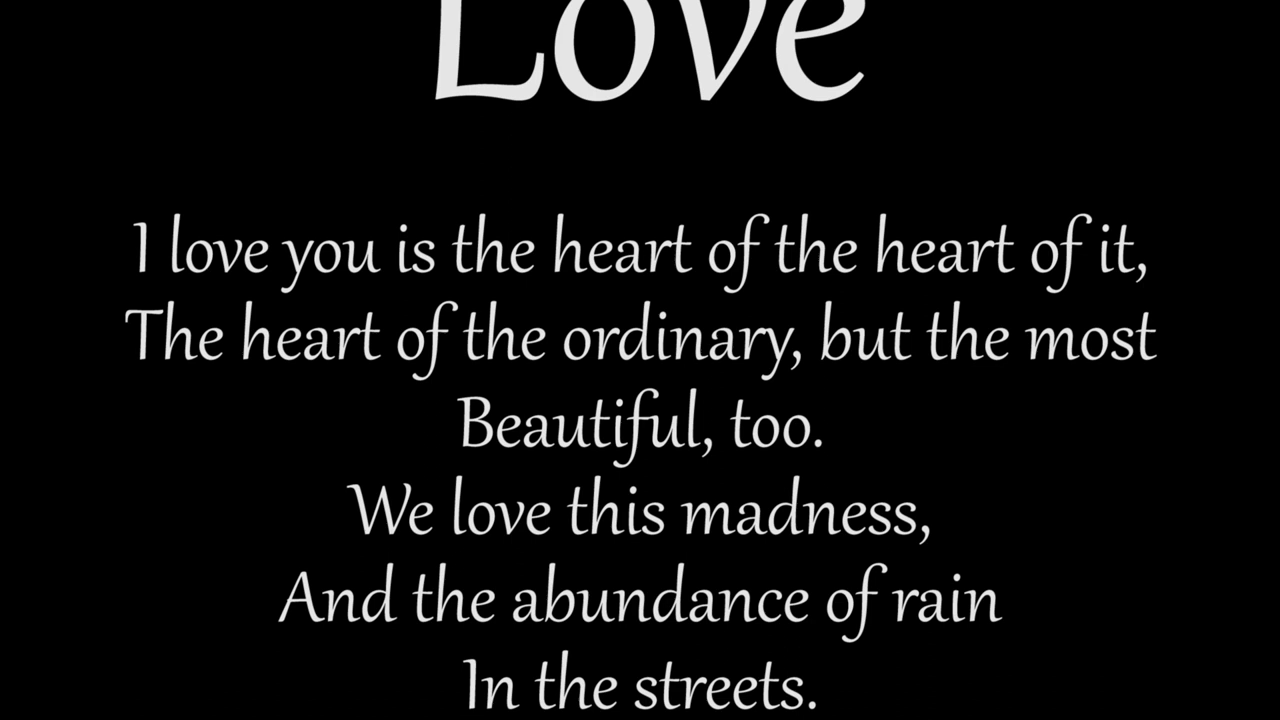 Love
I love you is the heart of the heart of it,
The heart of the ordinary, but the most
Beautiful, too.
We love this madness,
And the abundance of rain
In the streets.